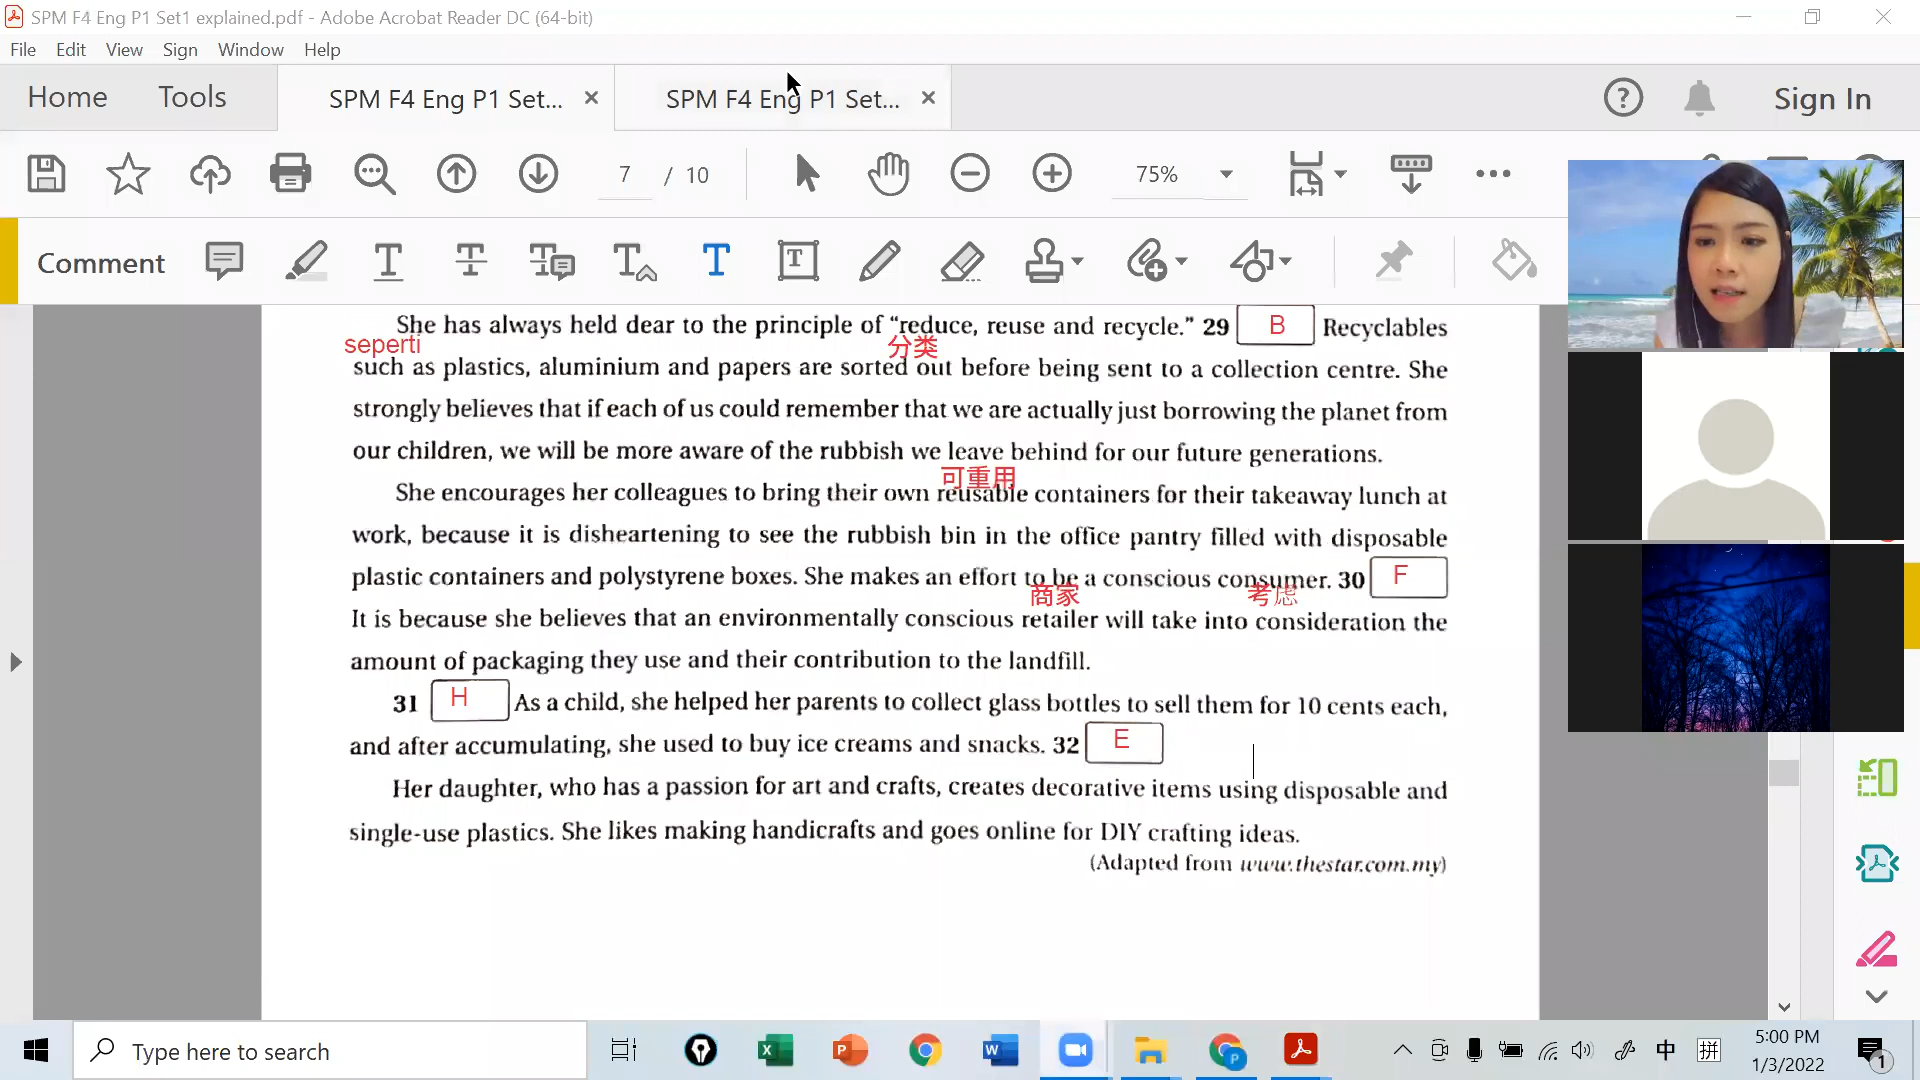 SPM F4 Eng P1 Set1 explained.pdf - Adobe Acrobat Reader DC (64-bit)
File Edit View Sign Window Help
Home Tools SPM F4 Eng P1 Set... × SPM F4 Eng P1 Set... × Sign In
7 / 10 75%
Comment
She has always held dear to the principle of “reduce, reuse and recycle.” 29 B Recyclables
seperti 分类
such as plastics, aluminium and papers are sorted out before being sent to a collection centre. She
strongly believes that if each of us could remember that we are actually just borrowing the planet from
our children, we will be more aware of the rubbish we leave behind for our future generations.
可重用
She encourages her colleagues to bring their own reusable containers for their takeaway lunch at
work, because it is disheartening to see the rubbish bin in the office pantry filled with disposable
plastic containers and polystyrene boxes. She makes an effort to be a conscious consumer. 30 F
商家 考虑
It is because she believes that an environmentally conscious retailer will take into consideration the
amount of packaging they use and their contribution to the landfill.
31 H As a child, she helped her parents to collect glass bottles to sell them for 10 cents each,
and after accumulating, she used to buy ice creams and snacks. 32 E
Her daughter, who has a passion for art and crafts, creates decorative items using disposable and
single-use plastics. She likes making handicrafts and goes online for DIY crafting ideas.
(Adapted from www.thestar.com.my)
Type here to search
中 拼 5:00 PM
1/3/2022 1